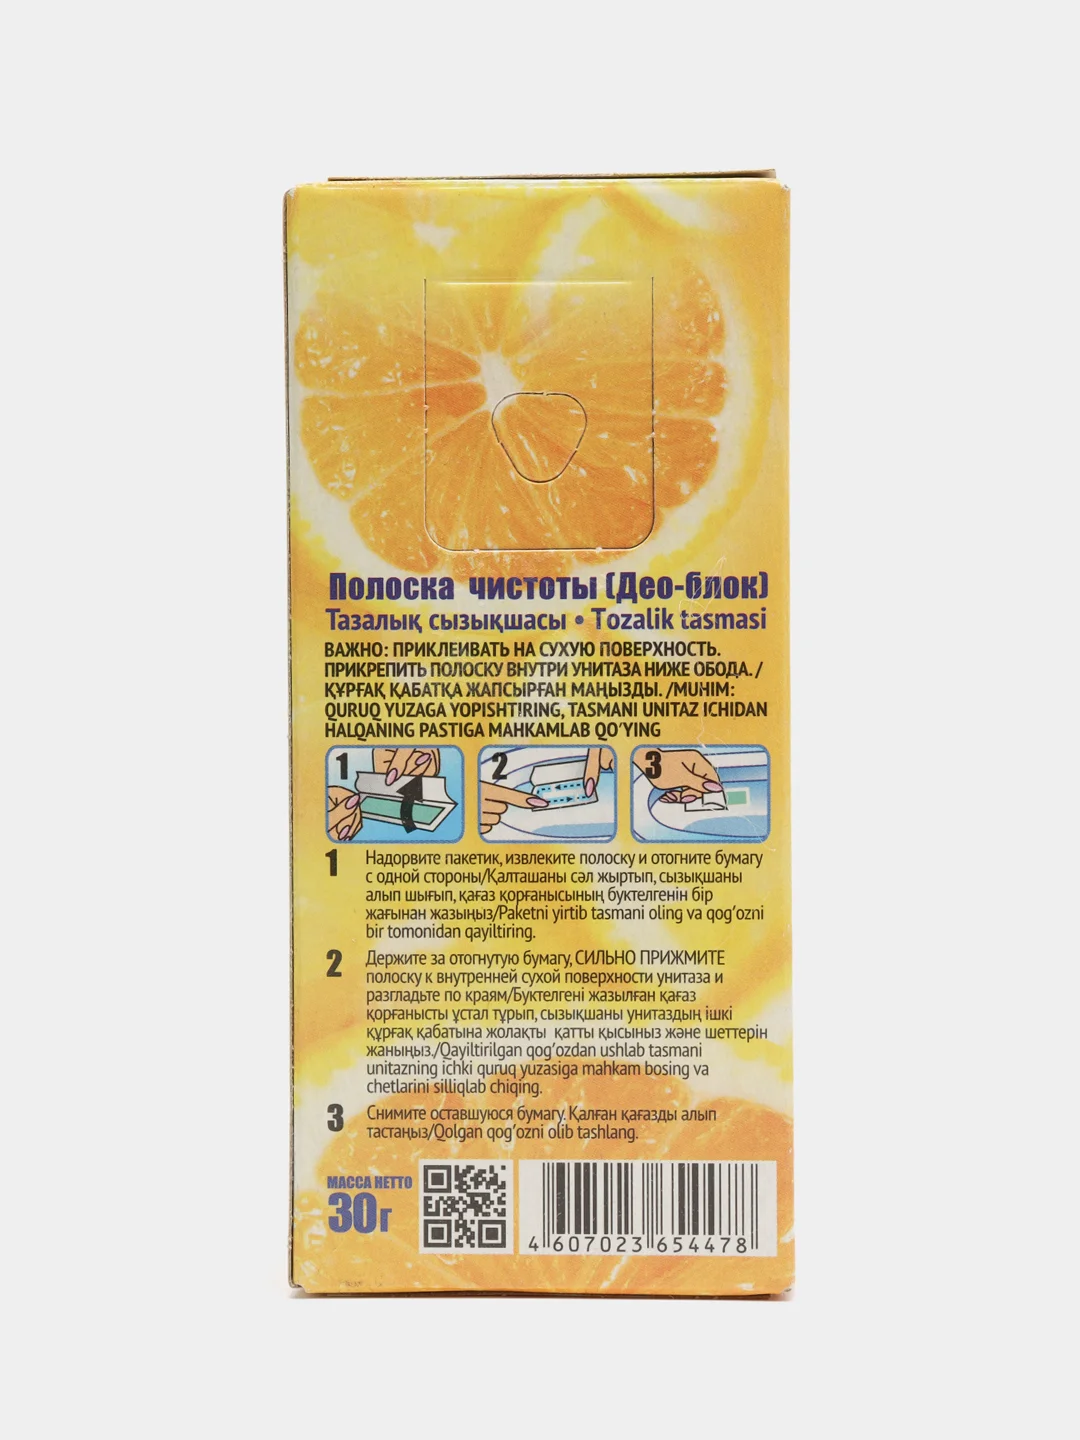 Полоска чистоты (Део-блок)
Тазалық сызықшасы • Tozalik tasmasi
ВАЖНО: ПРИКЛЕИВАТЬ НА СУХУЮ ПОВЕРХНОСТЬ.
ПРИКРЕПИТЬ ПОЛОСКУ ВНУТРИ УНИТАЗА НИЖЕ ОБОДА. /
ҚҰРҒАҚ ҚАБАТҚА ЖАПСЫРҒАН МАҢЫЗДЫ. /MUHIM:
QURUQ YUZAGA YOPISHTIRING, TASMANI UNITAZ ICHIDAN
HALQANING PASTIGA MAHKAMLAB QO'YING
1 2 3
1 Надорвите пакетик, извлеките полоску и отогните бумагу
с одной стороны/Қалташаны сәл жыртып, сызықшаны
алып шығып, қағаз қорғанысының буктелгенін бір
жағынан жазыңыз/Paketni yirtib tasmani oling va qog'ozni
bir tomonidan qayiltiring.
2 Держите за отогнутую бумагу, СИЛЬНО ПРИЖМИТЕ
полоску к внутренней сухой поверхности унитаза и
разгладьте по краям/Буктелгені жазылған қағаз
қорғанысты ұстал тұрып, сызықшаны унитаздың ішкі
құрғақ қабатына жолақты қатты қысыныз және шеттерін
жаныңыз./Qayiltirilgan qog'ozdan ushlab tasmani
unitazning ichki quruq yuzasiga mahkam bosing va
chetlarini silliqlab chiqing.
3 Снимите оставшуюся бумагу. Қалған қағазды алып
тастаңыз/Qolgan qog'ozni olib tashlang.
МАССА НЕТТО
30г
4 607023 654478